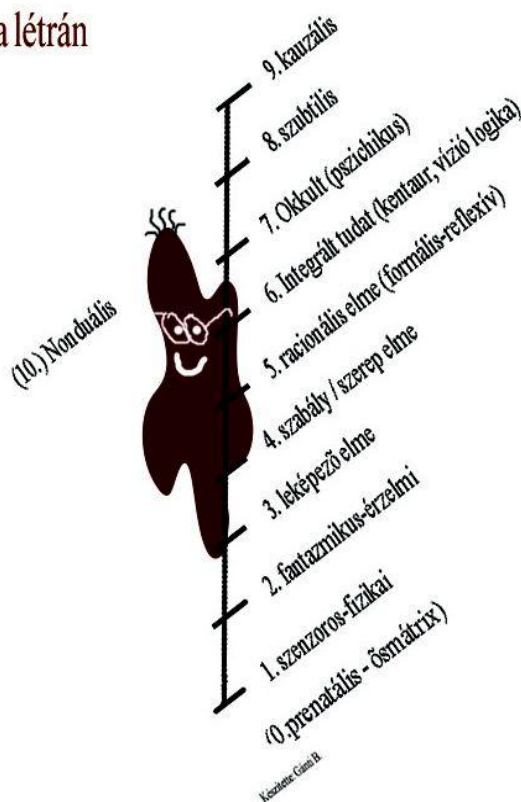 a létrán
9. kauzális
8. szubtilis
7. Okkult (pszichikus)
6. Integrált tudat (kentaur, vízió logika)
5. racionális elme (formális-reflexív)
(10.) Nonduális
4. szabály / szerep elme
3. leképező elme
2. fantazmikus-érzelmi
1. szenzoros-fizikai
(0.prenatális - õsmátrix)
Készítette: Gánti B.